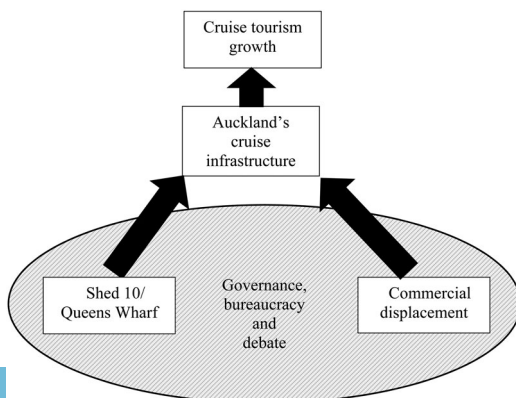 Cruise tourism
growth
Auckland's
cruise
infrastructure
Shed 10/
Queens Wharf
Governance,
bureaucracy
and
debate
Commercial
displacement